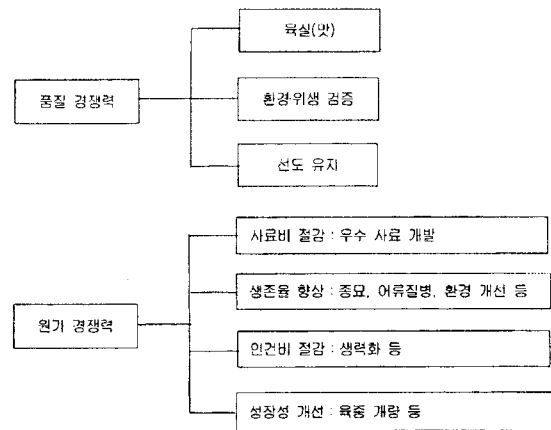 육질(맛)
품질 경쟁력
환경·위생 검증
선도 유지
사료비 절감 : 우수 사료 개발
생존율 향상 : 종묘, 어류질병, 환경 개선 등
원가 경쟁력
인건비 절감 : 생력화 등
성장성 개선 : 육종 개량 등